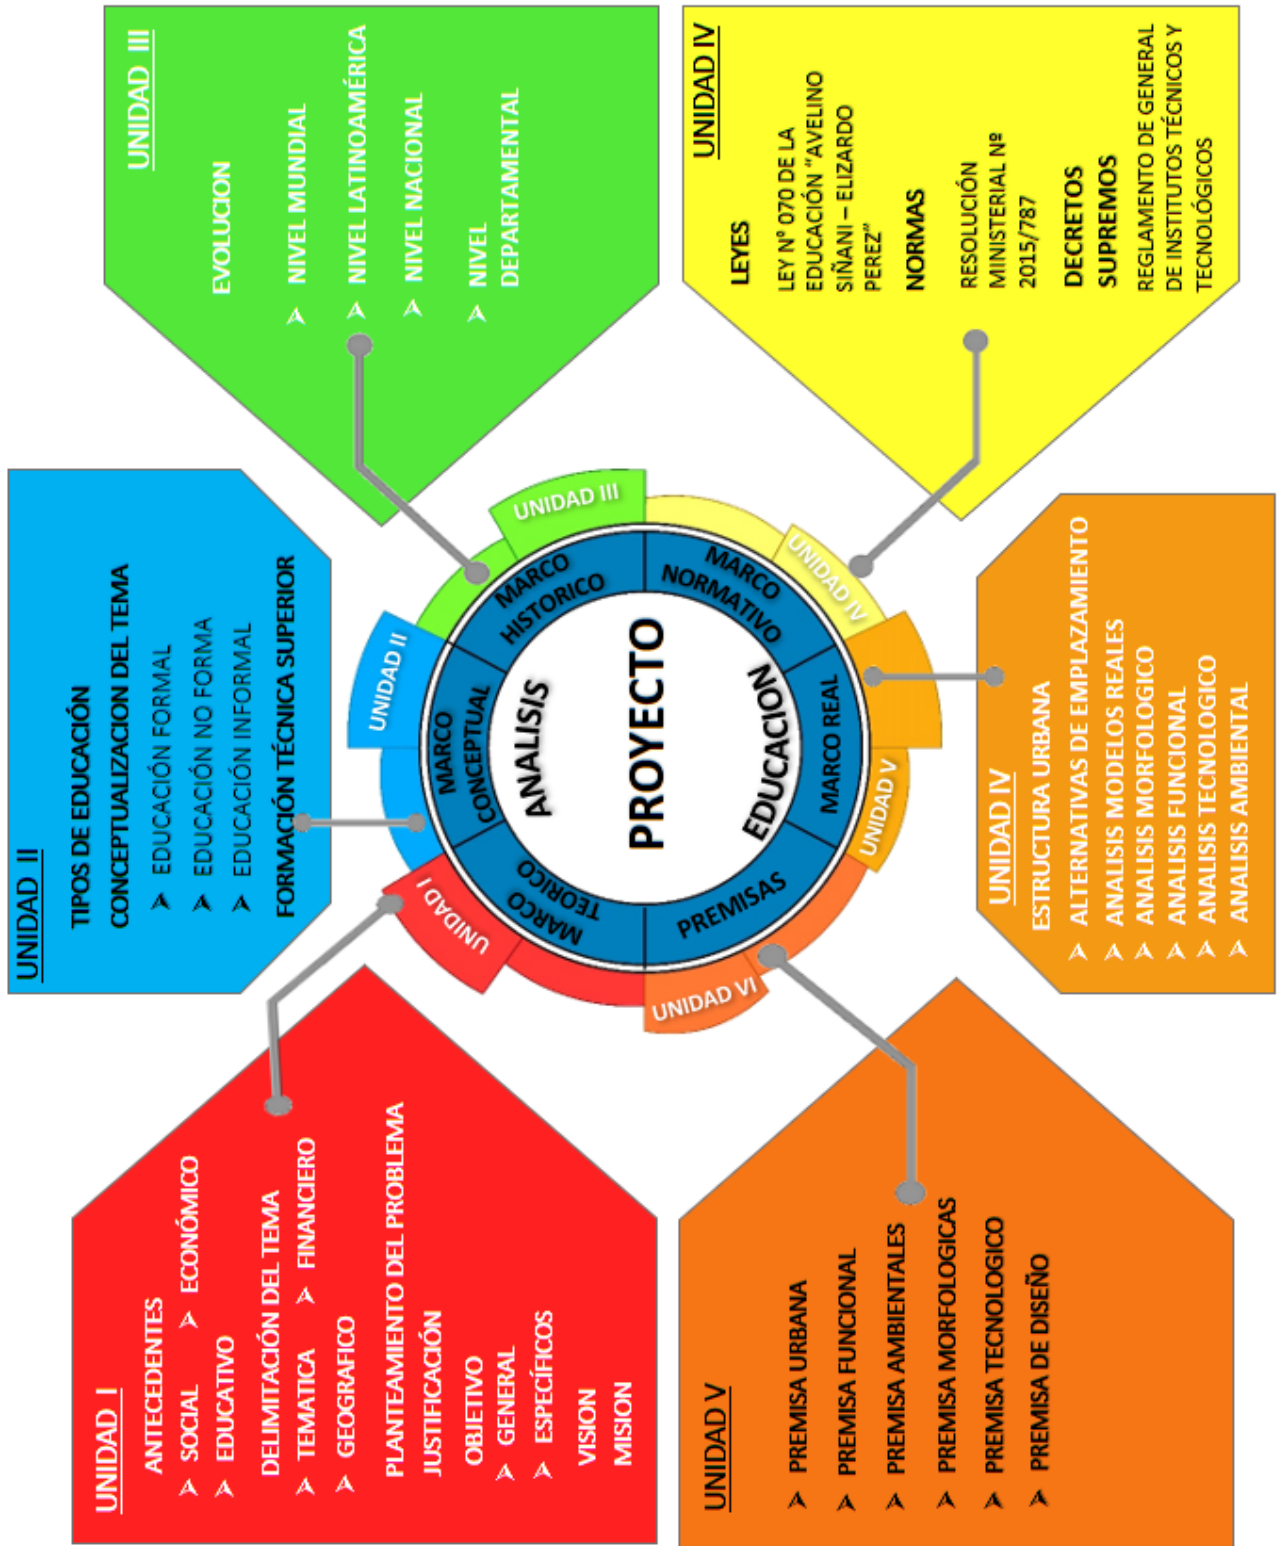 UNIDAD I
ANTECEDENTES
➤ SOCIAL ➤ ECONÓMICO
➤ EDUCATIVO
DELIMITACIÓN DEL TEMA
➤ TEMATICA ➤ FINANCIERO
➤ GEOGRAFICO
PLANTEAMIENTO DEL PROBLEMA
JUSTIFICACIÓN
OBJETIVO
➤ GENERAL
➤ ESPECÍFICOS
VISION
MISION
UNIDAD II
TIPOS DE EDUCACIÓN
CONCEPTUALIZACION DEL TEMA
➤ EDUCACIÓN FORMAL
➤ EDUCACIÓN NO FORMA
➤ EDUCACIÓN INFORMAL
FORMACIÓN TÉCNICA SUPERIOR
UNIDAD III
EVOLUCION
➤ NIVEL MUNDIAL
➤ NIVEL LATINOAMÉRICA
➤ NIVEL NACIONAL
➤ NIVEL
DEPARTAMENTAL
UNIDAD I
UNIDAD II
UNIDAD III
UNIDAD IV
UNIDAD V
UNIDAD VI
MARCO
TEORICO
MARCO
CONCEPTUAL
MARCO
HISTORICO
MARCO
NORMATIVO
MARCO REAL
PREMISAS
ANALISIS
PROYECTO
EDUCACION
UNIDAD V
➤ PREMISA URBANA
➤ PREMISA FUNCIONAL
➤ PREMISA AMBIENTALES
➤ PREMISA MORFOLOGICAS
➤ PREMISA TECNOLOGICO
➤ PREMISA DE DISEÑO
UNIDAD IV
ESTRUCTURA URBANA
➤ ALTERNATIVAS DE EMPLAZAMIENTO
➤ ANALISIS MODELOS REALES
➤ ANALISIS MORFOLOGICO
➤ ANALISIS FUNCIONAL
➤ ANALISIS TECNOLOGICO
➤ ANALISIS AMBIENTAL
UNIDAD IV
LEYES
LEY N° 070 DE LA
EDUCACIÓN “AVELINO
SIÑANI – ELIZARDO
PEREZ”
NORMAS
RESOLUCIÓN
MINISTERIAL Nº
2015/787
DECRETOS
SUPREMOS
REGLAMENTO DE GENERAL
DE INSTITUTOS TÉCNICOS Y
TECNOLÓGICOS